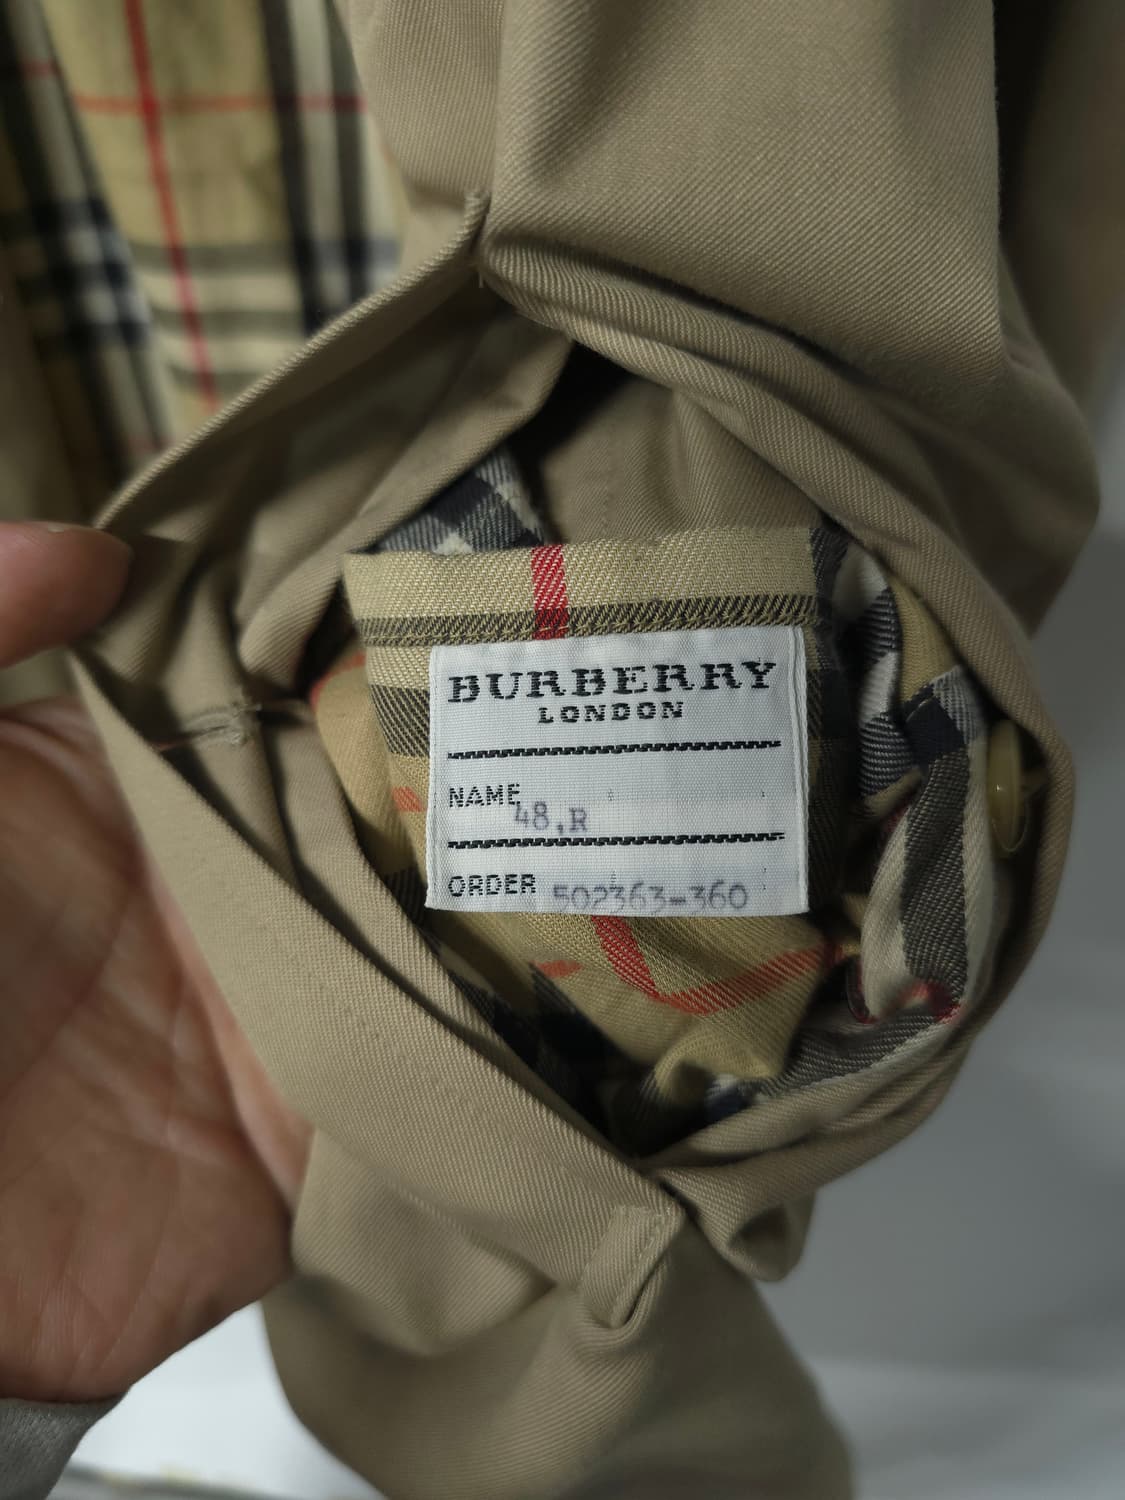 BURBERRY
LONDON
NAME
48,R
ORDER 502363-360